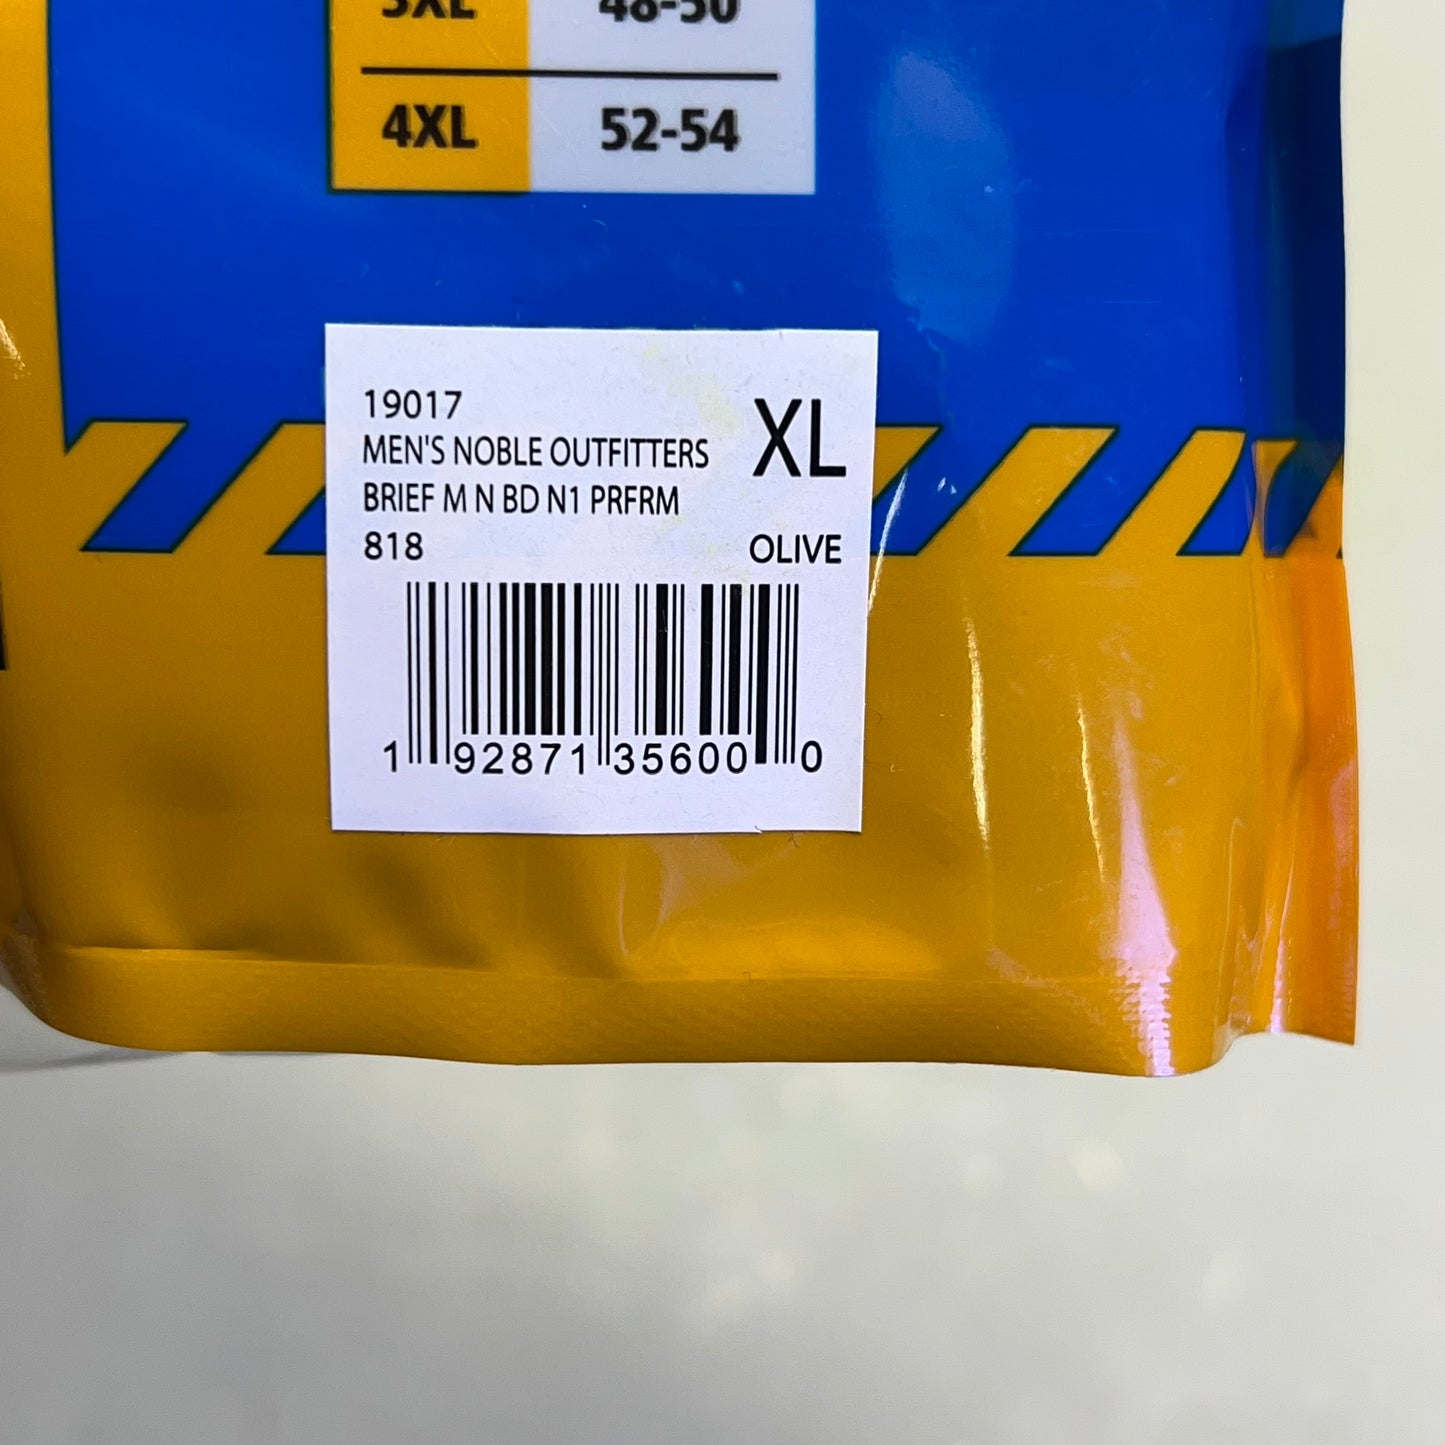 3XL 48-50
4XL 52-54
19017
MEN'S NOBLE OUTFITTERS
XL
BRIEF M N BD N1 PRFRM
818 OLIVE
1 92871 35600 0